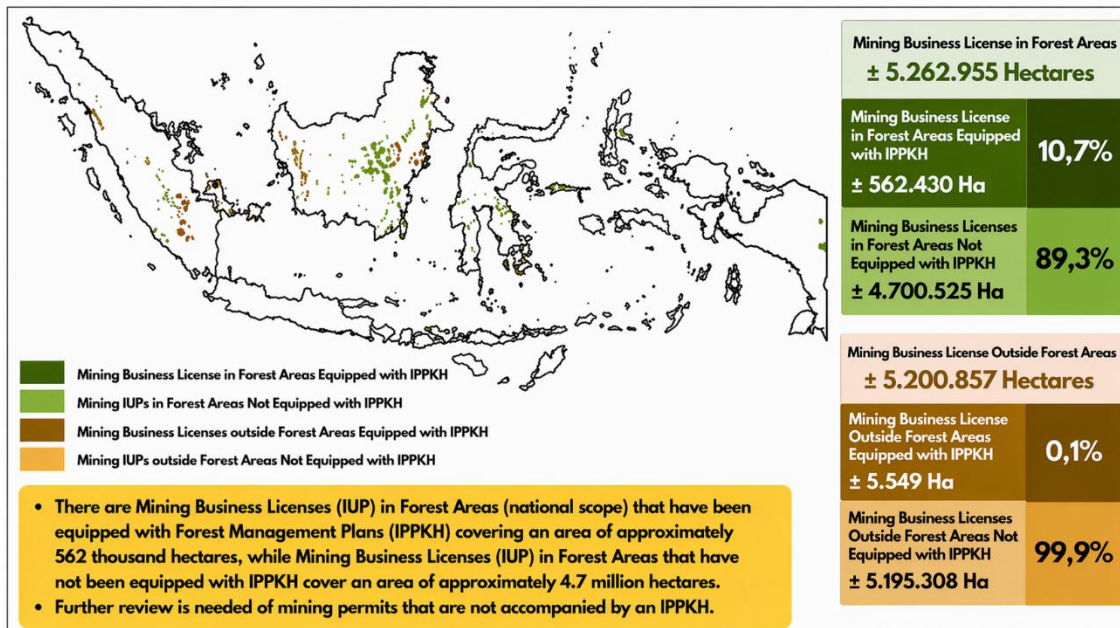 Mining Business License in Forest Areas
± 5.262.955 Hectares
Mining Business License
in Forest Areas Equipped
with IPPKH
± 562.430 Ha
10,7%
Mining Business Licenses
in Forest Areas Not
Equipped with IPPKH
± 4.700.525 Ha
89,3%
Mining Business License Outside Forest Areas
± 5.200.857 Hectares
Mining Business License
Outside Forest Areas
Equipped with IPPKH
± 5.549 Ha
0,1%
Mining Business Licenses
Outside Forest Areas Not
Equipped with IPPKH
± 5.195.308 Ha
99,9%
Mining Business License in Forest Areas Equipped with IPPKH
Mining IUPs in Forest Areas Not Equipped with IPPKH
Mining Business Licenses outside Forest Areas Equipped with IPPKH
Mining IUPs outside Forest Areas Not Equipped with IPPKH
• There are Mining Business Licenses (IUP) in Forest Areas (national scope) that have been
equipped with Forest Management Plans (IPPKH) covering an area of approximately
562 thousand hectares, while Mining Business Licenses (IUP) in Forest Areas that have
not been equipped with IPPKH cover an area of approximately 4.7 million hectares.
• Further review is needed of mining permits that are not accompanied by an IPPKH.